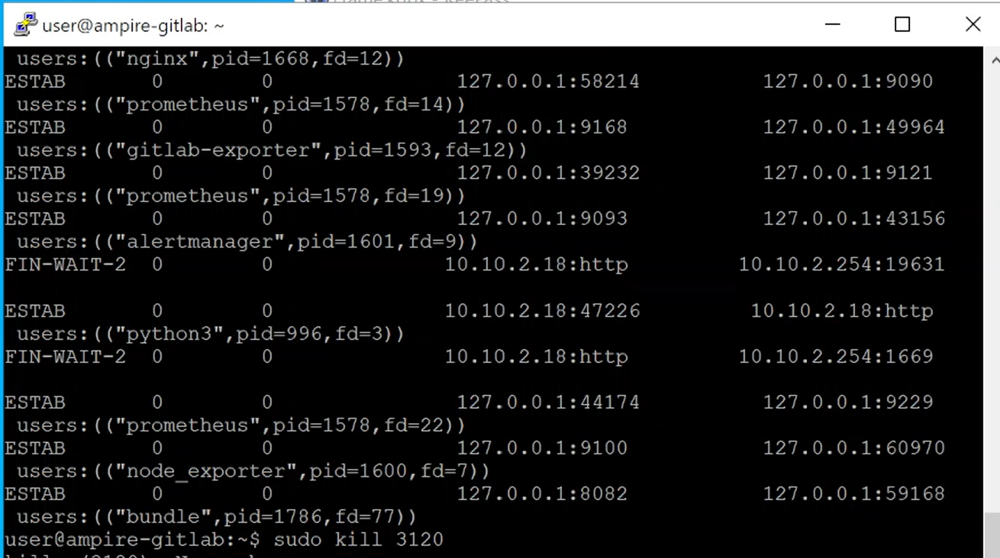 user@ampire-gitlab: ~
users:(("nginx",pid=1668,fd=12))
ESTAB 0 0 127.0.0.1:58214 127.0.0.1:9090
users:(("prometheus",pid=1578,fd=14))
ESTAB 0 0 127.0.0.1:9168 127.0.0.1:49964
users:(("gitlab-exporter",pid=1593,fd=12))
ESTAB 0 0 127.0.0.1:39232 127.0.0.1:9121
users:(("prometheus",pid=1578,fd=19))
ESTAB 0 0 127.0.0.1:9093 127.0.0.1:43156
users:(("alertmanager",pid=1601,fd=9))
FIN-WAIT-2 0 0 10.10.2.18:http 10.10.2.254:19631
ESTAB 0 0 10.10.2.18:47226 10.10.2.18:http
users:(("python3",pid=996,fd=3))
FIN-WAIT-2 0 0 10.10.2.18:http 10.10.2.254:1669
ESTAB 0 0 127.0.0.1:44174 127.0.0.1:9229
users:(("prometheus",pid=1578,fd=22))
ESTAB 0 0 127.0.0.1:9100 127.0.0.1:60970
users:(("node_exporter",pid=1600,fd=7))
ESTAB 0 0 127.0.0.1:8082 127.0.0.1:59168
users:(("bundle",pid=1786,fd=77))
user@ampire-gitlab:~$ sudo kill 3120